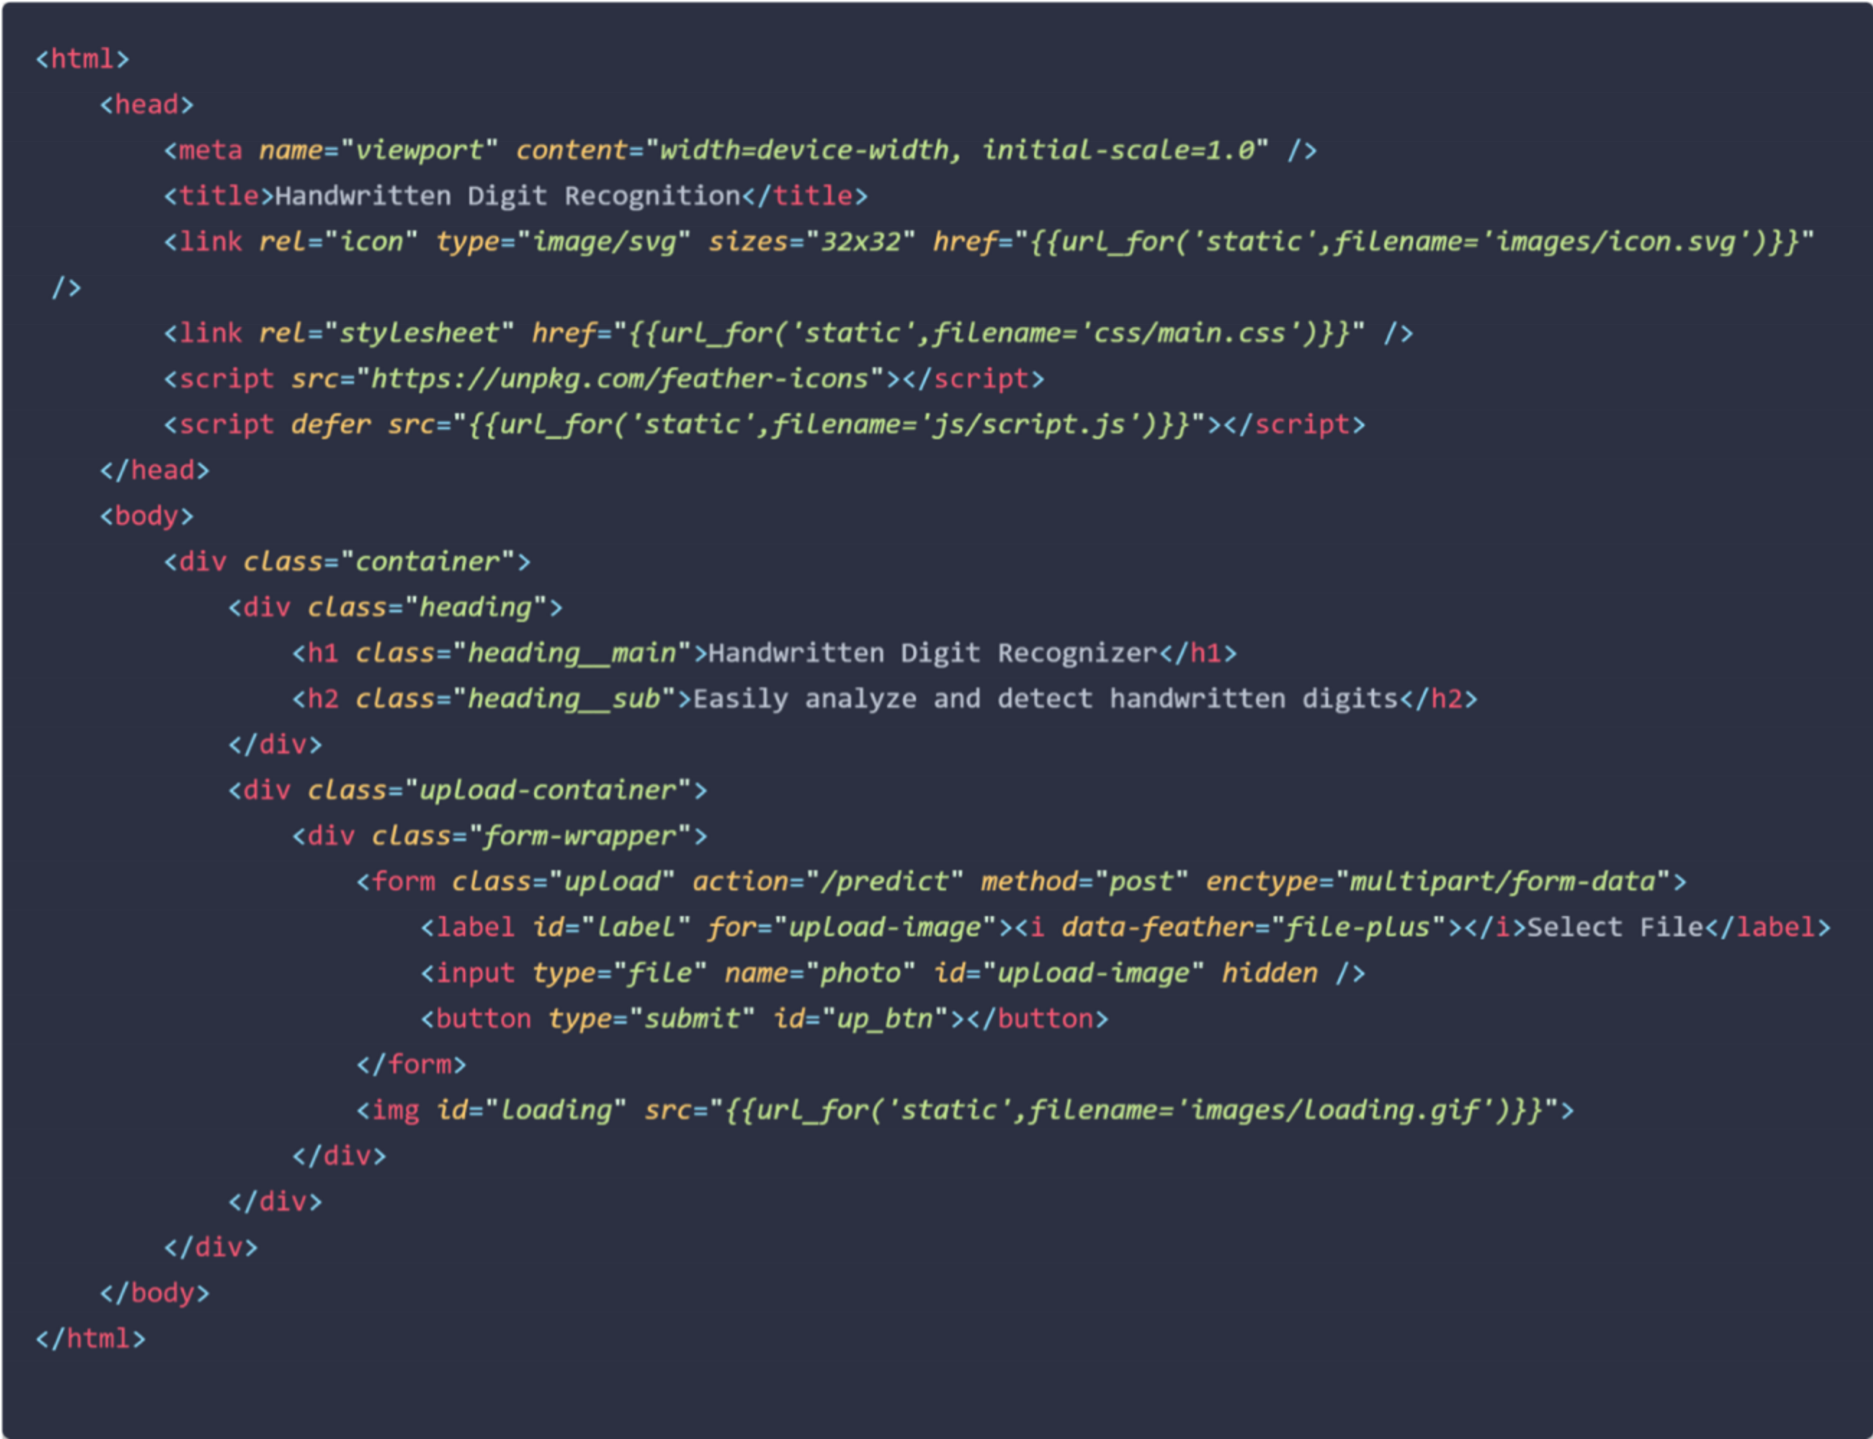 <html>
    <head>
        <meta name="viewport" content="width=device-width, initial-scale=1.0" />
        <title>Handwritten Digit Recognition</title>
        <link rel="icon" type="image/svg" sizes="32x32" href="{{url_for('static',filename='images/icon.svg')}}"
 />
        <link rel="stylesheet" href="{{url_for('static',filename='css/main.css')}}" />
        <script src="https://unpkg.com/feather-icons"></script>
        <script defer src="{{url_for('static',filename='js/script.js')}}"></script>
    </head>
    <body>
        <div class="container">
            <div class="heading">
                <h1 class="heading__main">Handwritten Digit Recognizer</h1>
                <h2 class="heading__sub">Easily analyze and detect handwritten digits</h2>
            </div>
            <div class="upload-container">
                <div class="form-wrapper">
                    <form class="upload" action="/predict" method="post" enctype="multipart/form-data">
                        <label id="label" for="upload-image"><i data-feather="file-plus"></i>Select File</label>
                        <input type="file" name="photo" id="upload-image" hidden />
                        <button type="submit" id="up_btn"></button>
                    </form>
                    <img id="loading" src="{{url_for('static',filename='images/loading.gif')}}">
                </div>
            </div>
        </div>
    </body>
</html>